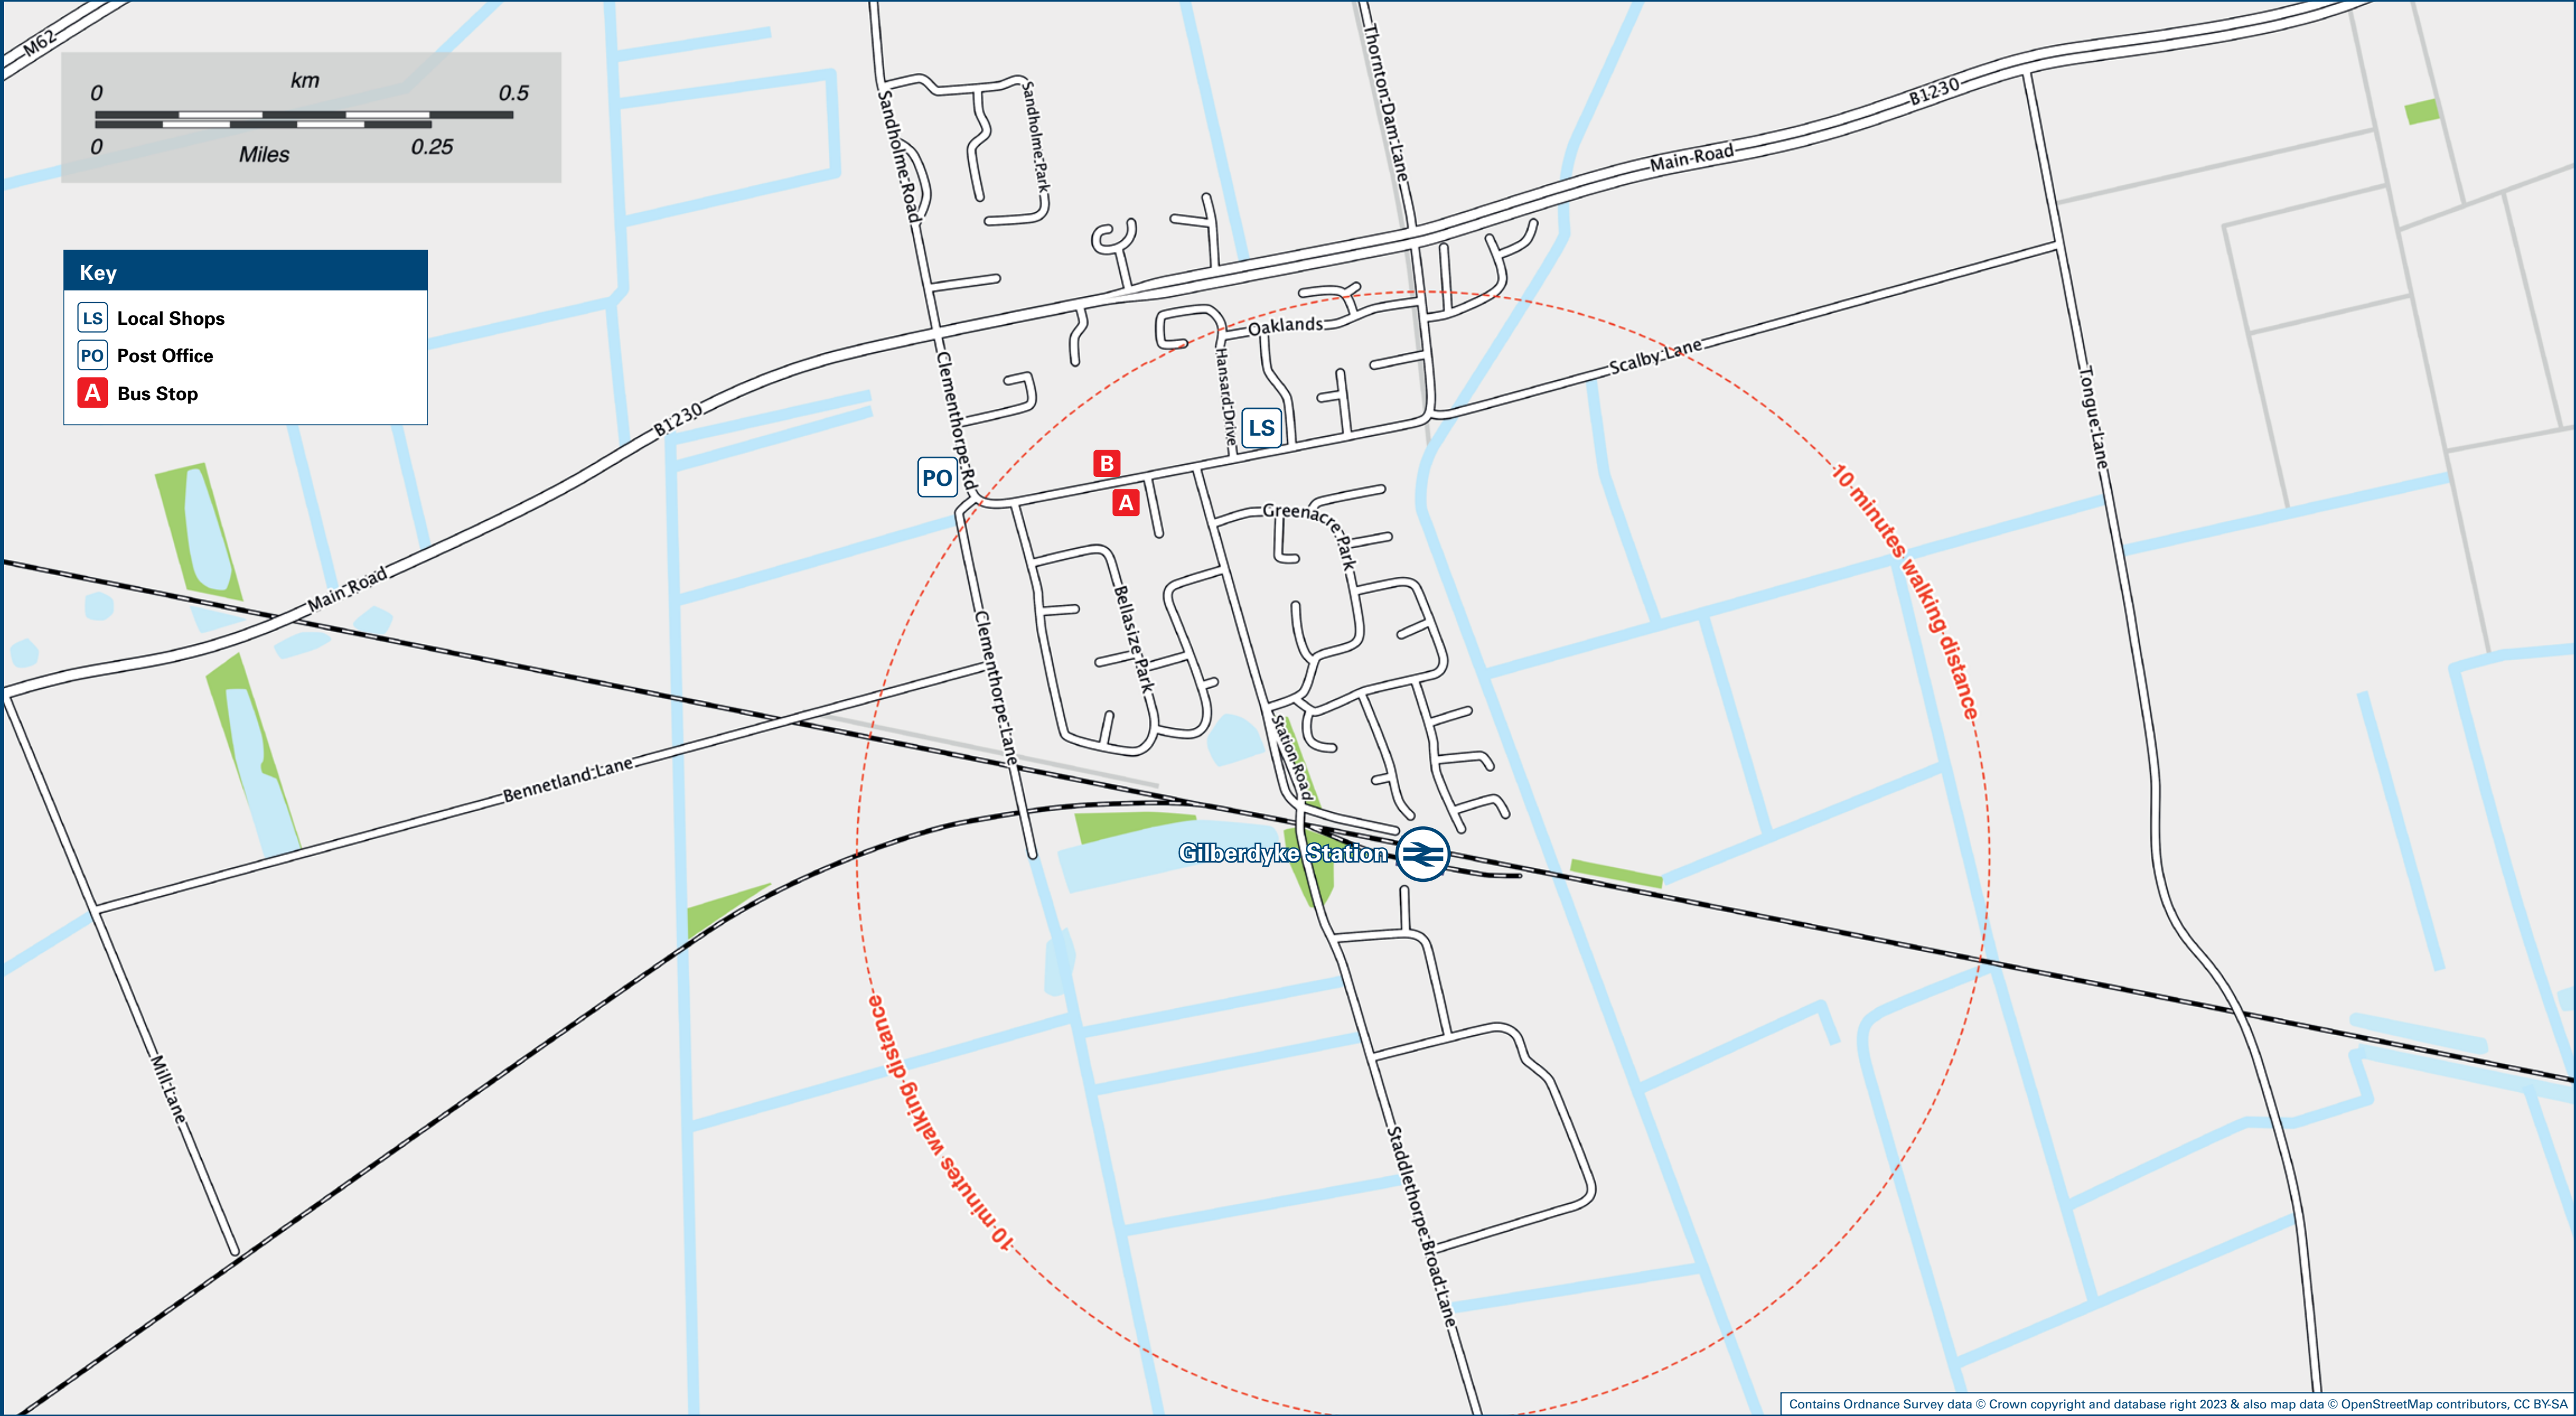 M62
km
0 0.5
0 0.25
Miles
Key
LS Local Shops
PO Post Office
A Bus Stop
Sandholme Road
Sandholme Park
Thornton Dam Lane
B1230
Main Road
Oaklands
Hansard Drive
Scalby Lane
Tongue Lane
Clementhorpe Rd
B1230
LS
PO
B
A
Greenacre Park
10 minutes walking distance
Main Road
Bellasize Park
Clementhorpe Lane
Station Road
Bennetland Lane
Gilberdyke Station
10 minutes walking distance
Mill Lane
Staddlethorpe Broad Lane
Contains Ordnance Survey data © Crown copyright and database right 2023 & also map data © OpenStreetMap contributors, CC BY-SA